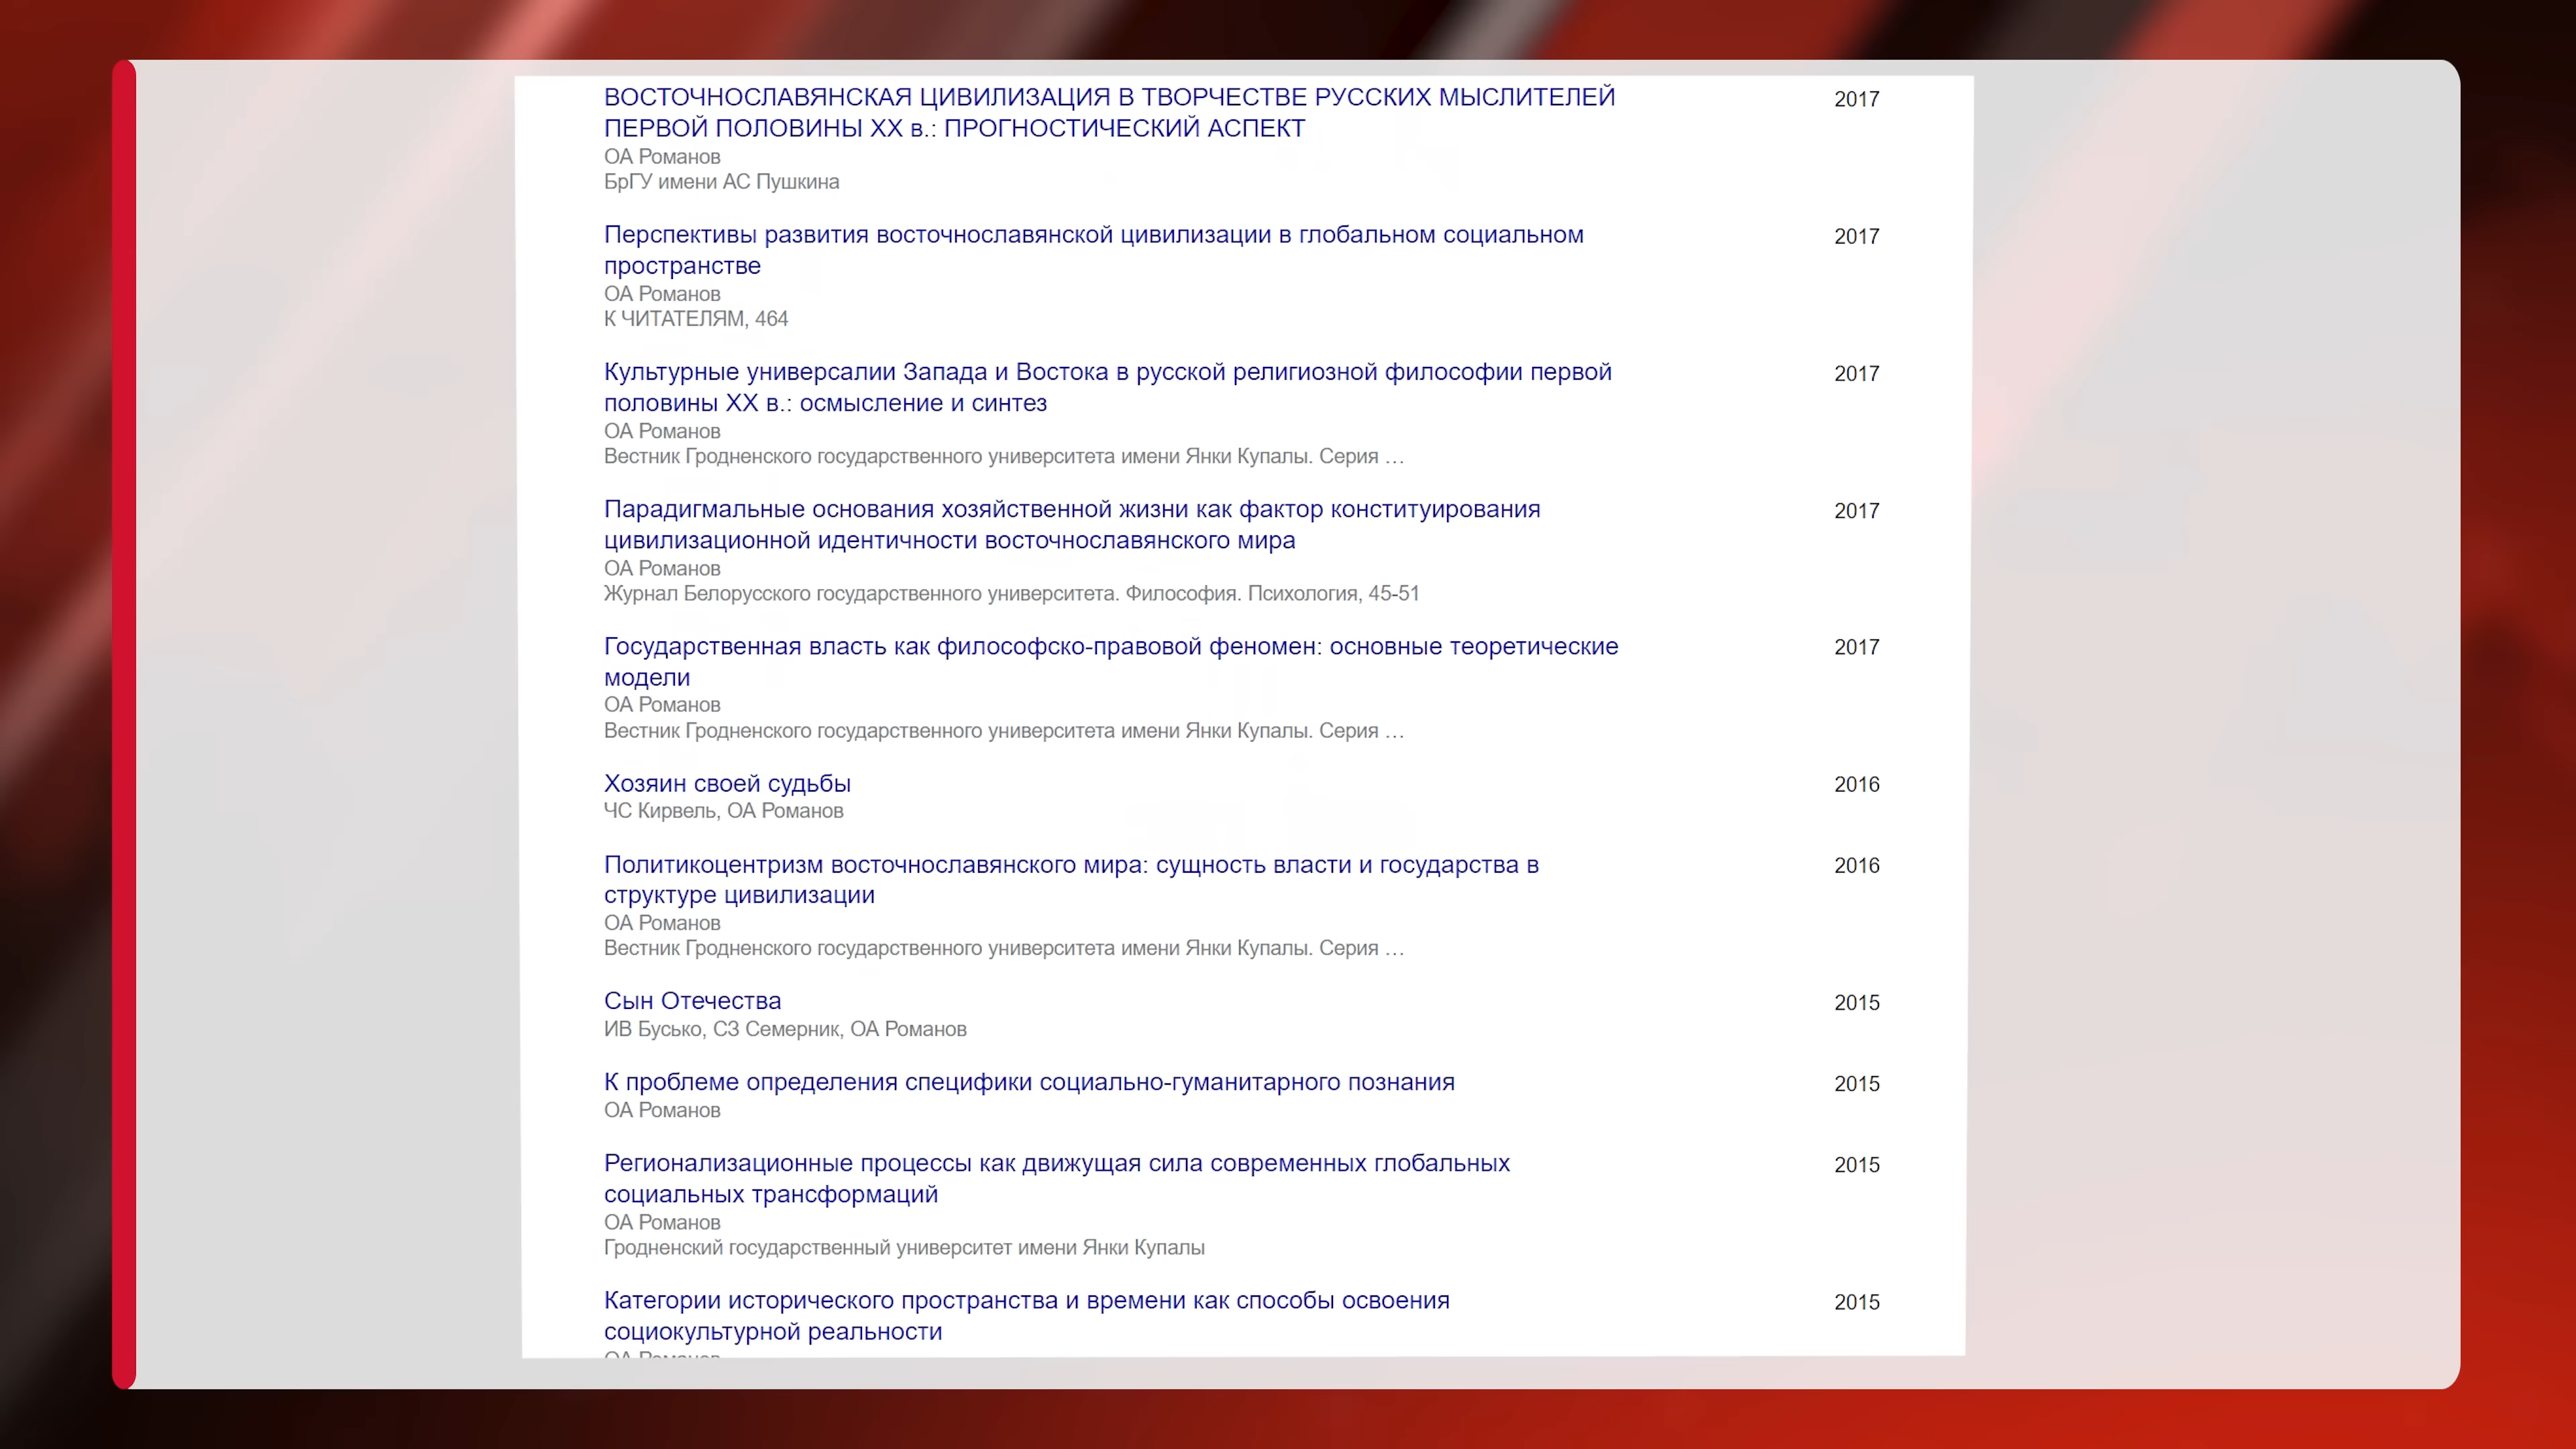 ВОСТОЧНОСЛАВЯНСКАЯ ЦИВИЛИЗАЦИЯ В ТВОРЧЕСТВЕ РУССКИХ МЫСЛИТЕЛЕЙ 2017
ПЕРВОЙ ПОЛОВИНЫ XX в.: ПРОГНОСТИЧЕСКИЙ АСПЕКТ
ОА Романов
БрГУ имени АС Пушкина
Перспективы развития восточнославянской цивилизации в глобальном социальном 2017
пространстве
ОА Романов
К ЧИТАТЕЛЯМ, 464
Культурные универсалии Запада и Востока в русской религиозной философии первой 2017
половины XX в.: осмысление и синтез
ОА Романов
Вестник Гродненского государственного университета имени Янки Купалы. Серия …
Парадигмальные основания хозяйственной жизни как фактор конституирования 2017
цивилизационной идентичности восточнославянского мира
ОА Романов
Журнал Белорусского государственного университета. Философия. Психология, 45-51
Государственная власть как философско-правовой феномен: основные теоретические 2017
модели
ОА Романов
Вестник Гродненского государственного университета имени Янки Купалы. Серия …
Хозяин своей судьбы 2016
ЧС Кирвель, ОА Романов
Политикоцентризм восточнославянского мира: сущность власти и государства в 2016
структуре цивилизации
ОА Романов
Вестник Гродненского государственного университета имени Янки Купалы. Серия …
Сын Отечества 2015
ИВ Бусько, СЗ Семерник, ОА Романов
К проблеме определения специфики социально-гуманитарного познания 2015
ОА Романов
Регионализационные процессы как движущая сила современных глобальных 2015
социальных трансформаций
ОА Романов
Гродненский государственный университет имени Янки Купалы
Категории исторического пространства и времени как способы освоения 2015
социокультурной реальности